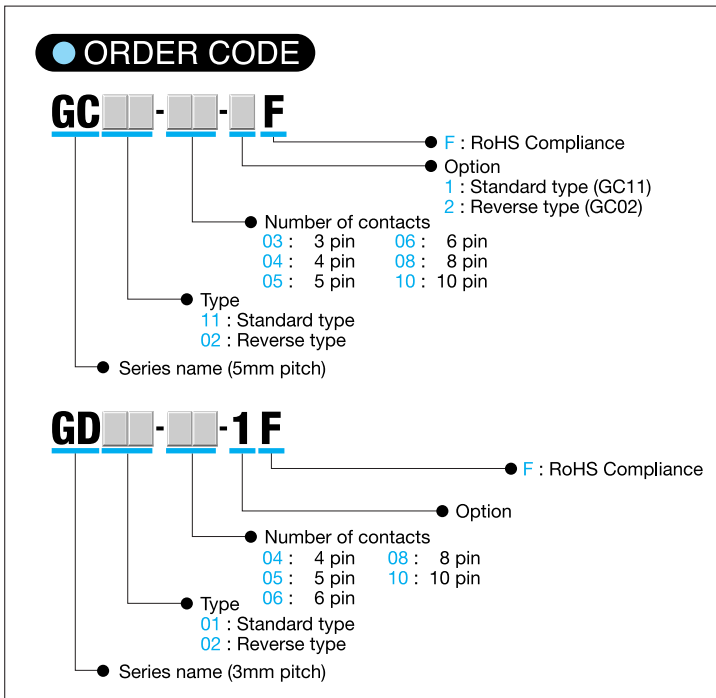 ORDER CODE
GC - - F
F : RoHS Compliance
Option
1 : Standard type (GC11)
2 : Reverse type (GC02)
Number of contacts
03 : 3 pin 06 : 6 pin
04 : 4 pin 08 : 8 pin
05 : 5 pin 10 : 10 pin
Type
11 : Standard type
02 : Reverse type
Series name (5mm pitch)
GD - -1 F
F : RoHS Compliance
Option
Number of contacts
04 : 4 pin 08 : 8 pin
05 : 5 pin 10 : 10 pin
06 : 6 pin
Type
01 : Standard type
02 : Reverse type
Series name (3mm pitch)